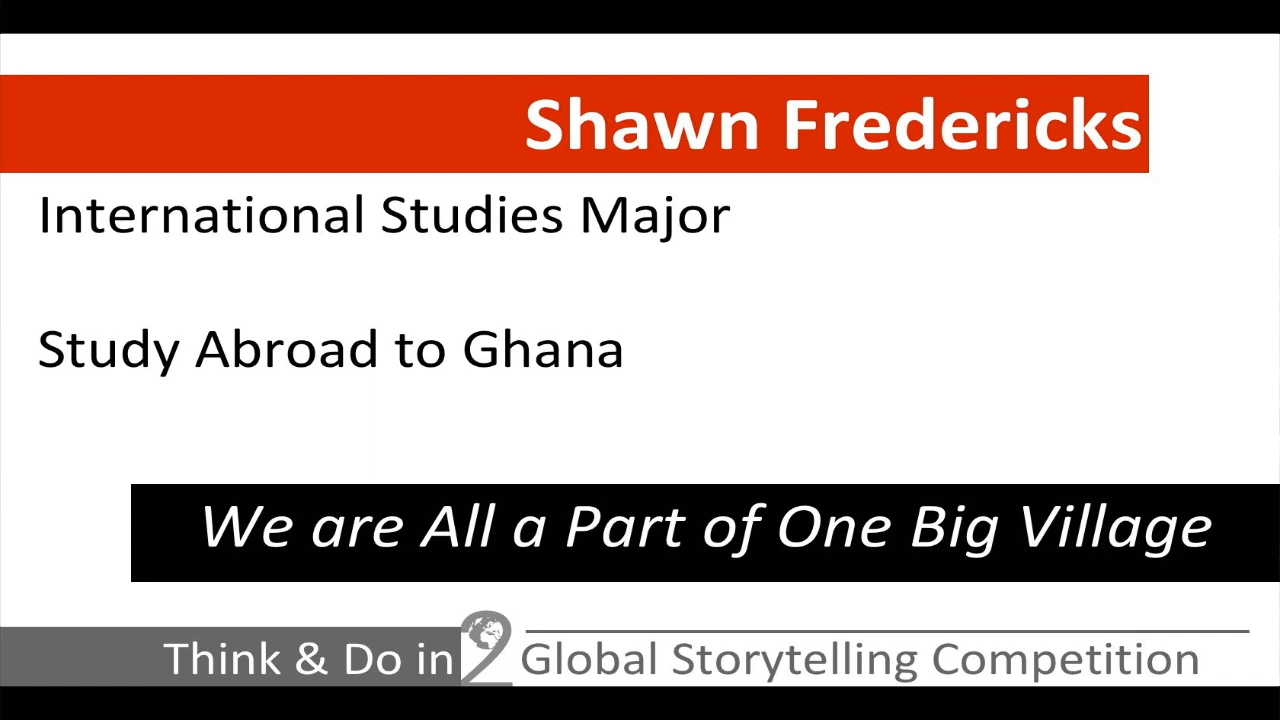 Shawn Fredericks
International Studies Major
Study Abroad to Ghana
We are All a Part of One Big Village
Think & Do in 2 Global Storytelling Competition